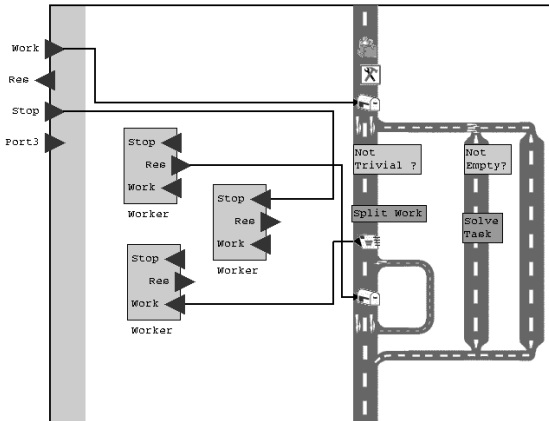 Work
Res
Stop
Port3
Stop
Res
Work
Worker
Stop
Res
Work
Worker
Stop
Res
Work
Worker
Not
Trivial ?
Not
Empty?
Split Work
Solve
Task